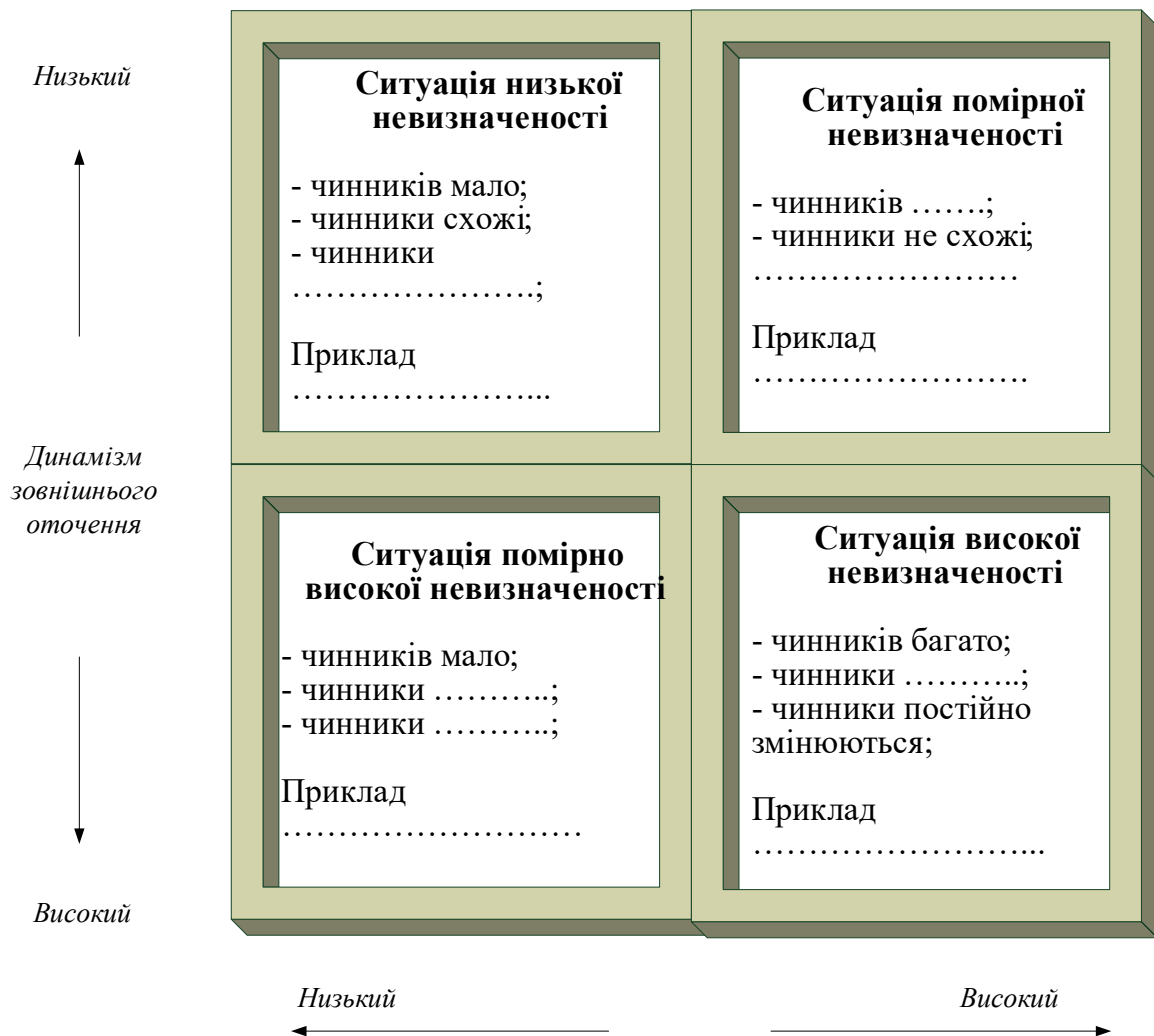 Низький
Ситуація низької
невизначеності
- чинників мало;
- чинники схожі;
- чинники
…………………….;
Приклад
……………………...
Ситуація помірної
невизначеності
- чинників …….;
- чинники не схожі;
………………………
Приклад
……………………….
Динамізм
зовнішнього
оточення
Ситуація помірно
високої невизначеності
- чинників мало;
- чинники ………..;
- чинники ………..;
Приклад
…………………………
Ситуація високої
невизначеності
- чинників багато;
- чинники ………..;
- чинники постійно
змінюються;
Приклад
………………………...
Високий
Низький
Високий